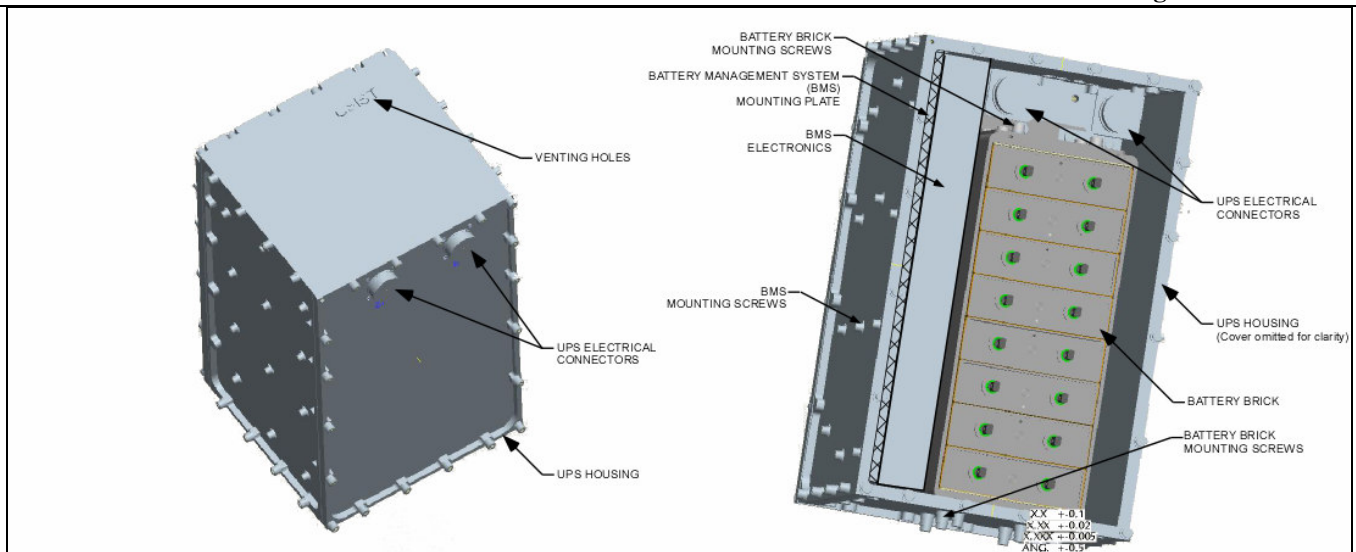 VENTING HOLES
UPS ELECTRICAL
CONNECTORS
UPS HOUSING
BATTERY BRICK
MOUNTING SCREWS
BATTERY MANAGEMENT SYSTEM
(BMS)
MOUNTING PLATE
BMS
ELECTRONICS
BMS
MOUNTING SCREWS
UPS ELECTRICAL
CONNECTORS
UPS HOUSING
(Cover omitted for clarity)
BATTERY BRICK
BATTERY BRICK
MOUNTING SCREWS
X.X +-0.1
X.XX +-0.02
X.XXX +-0.005
ANG. +-0.5